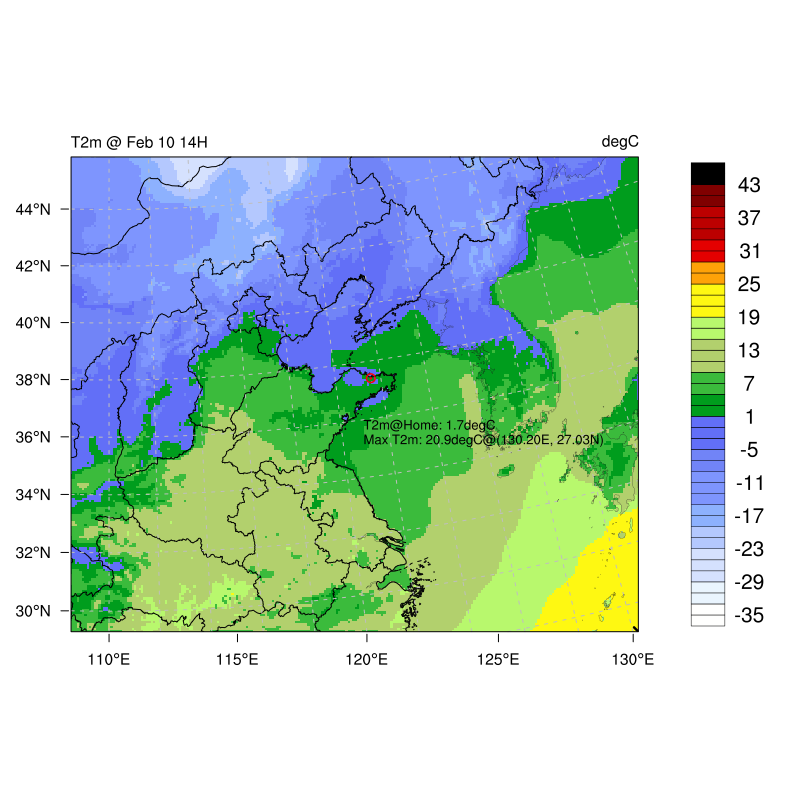 T2m @ Feb 10 14H
degC
44°N
42°N
40°N
38°N
36°N
34°N
32°N
30°N
T2m@Home: 1.7degC
Max T2m: 20.9degC@(130.20E, 27.03N)
110°E
115°E
120°E
125°E
130°E
43
37
31
25
19
13
7
1
-5
-11
-17
-23
-29
-35